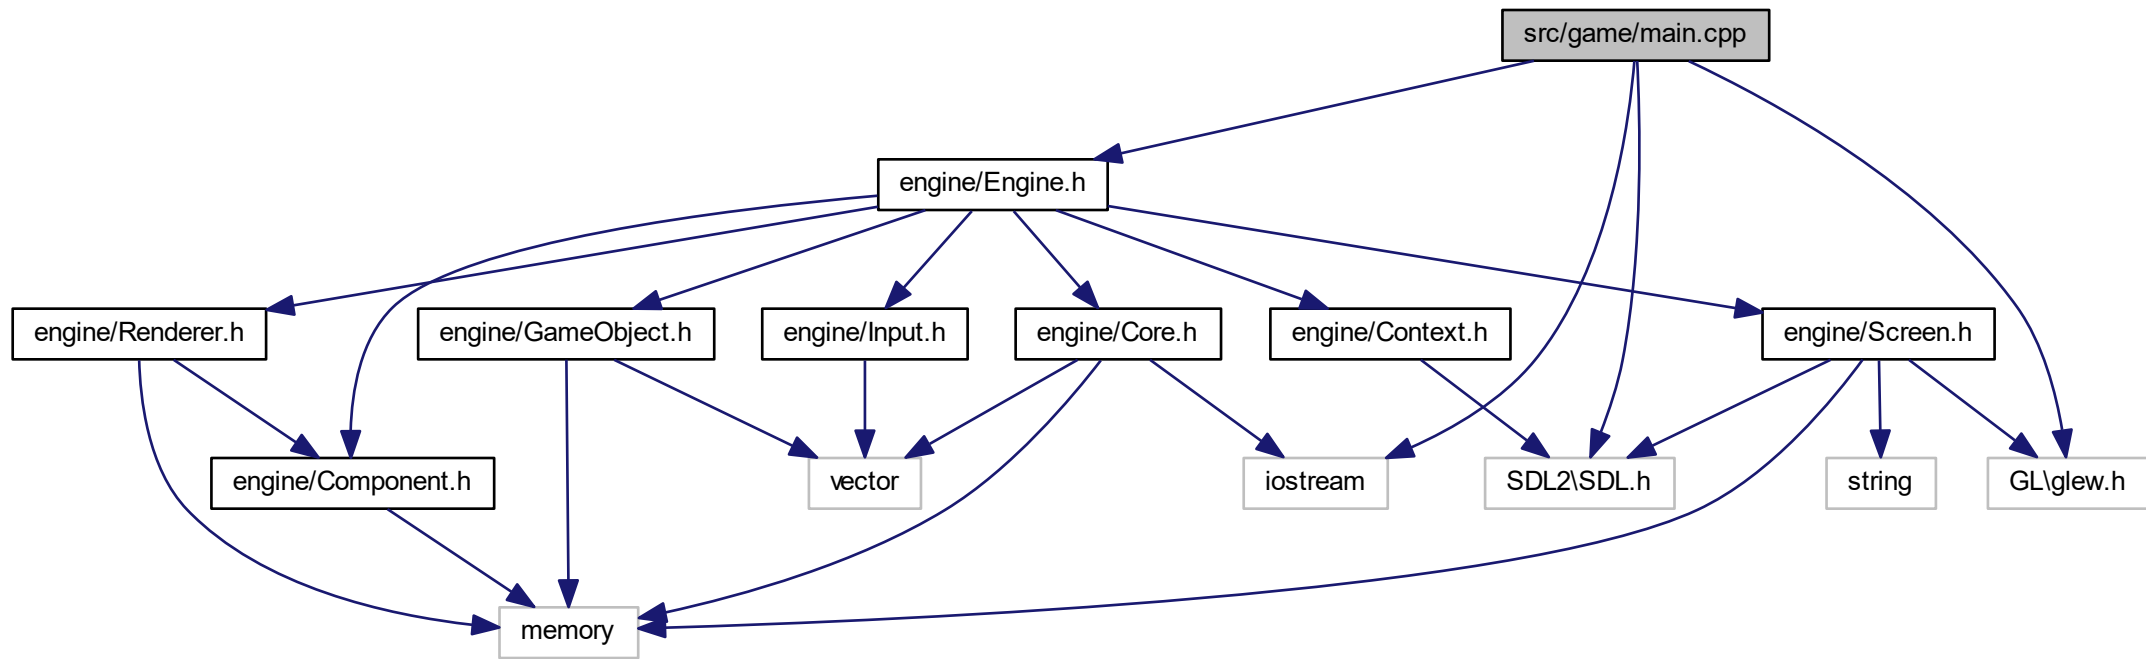 src/game/main.cpp
engine/Engine.h
engine/Renderer.h
engine/GameObject.h
engine/Input.h
engine/Core.h
engine/Context.h
engine/Screen.h
engine/Component.h
vector
iostream
SDL2\SDL.h
string
GL\glew.h
memory